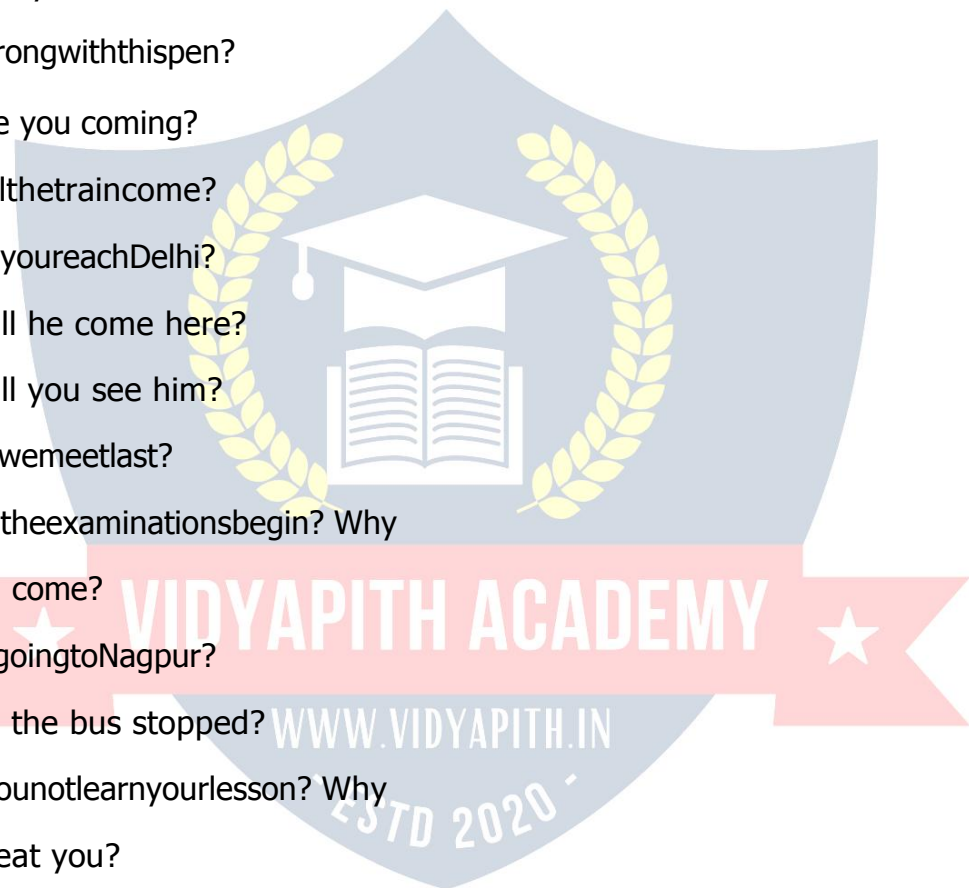 rongwiththispen?
e you coming?
lthetraincome?
youreachDelhi?
ll he come here?
ll you see him?
wemeetlast?
theexaminationsbegin? Why
come?
VIDYAPITH ACADEMY
goingtoNagpur?
the bus stopped?
WWW.VIDYAPITH.IN
ounotlearnyourlesson? Why
ESTD 2020
eat you?